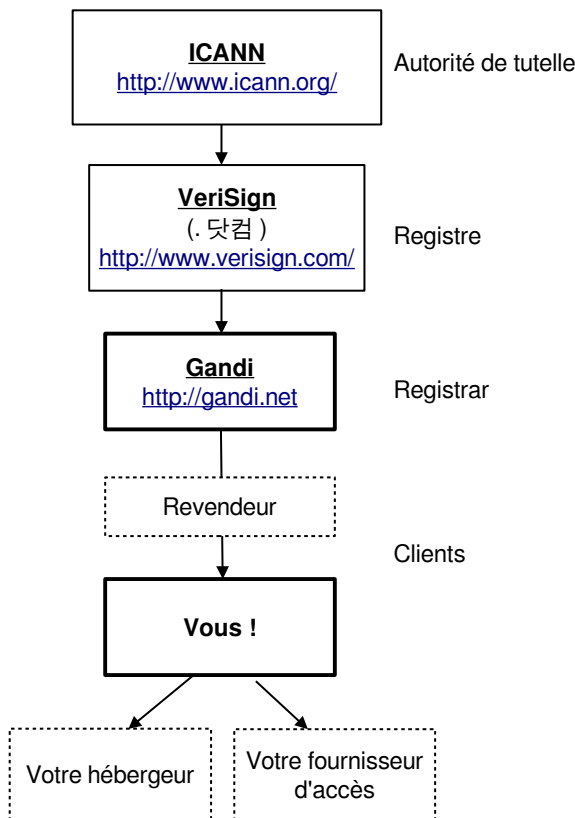 ICANN
http://www.icann.org/
Autorité de tutelle
VeriSign
(. 닷컴 )
http://www.verisign.com/
Registre
Gandi
http://gandi.net
Registrar
Revendeur
Clients
Vous !
Votre hébergeur
Votre fournisseur
d'accès